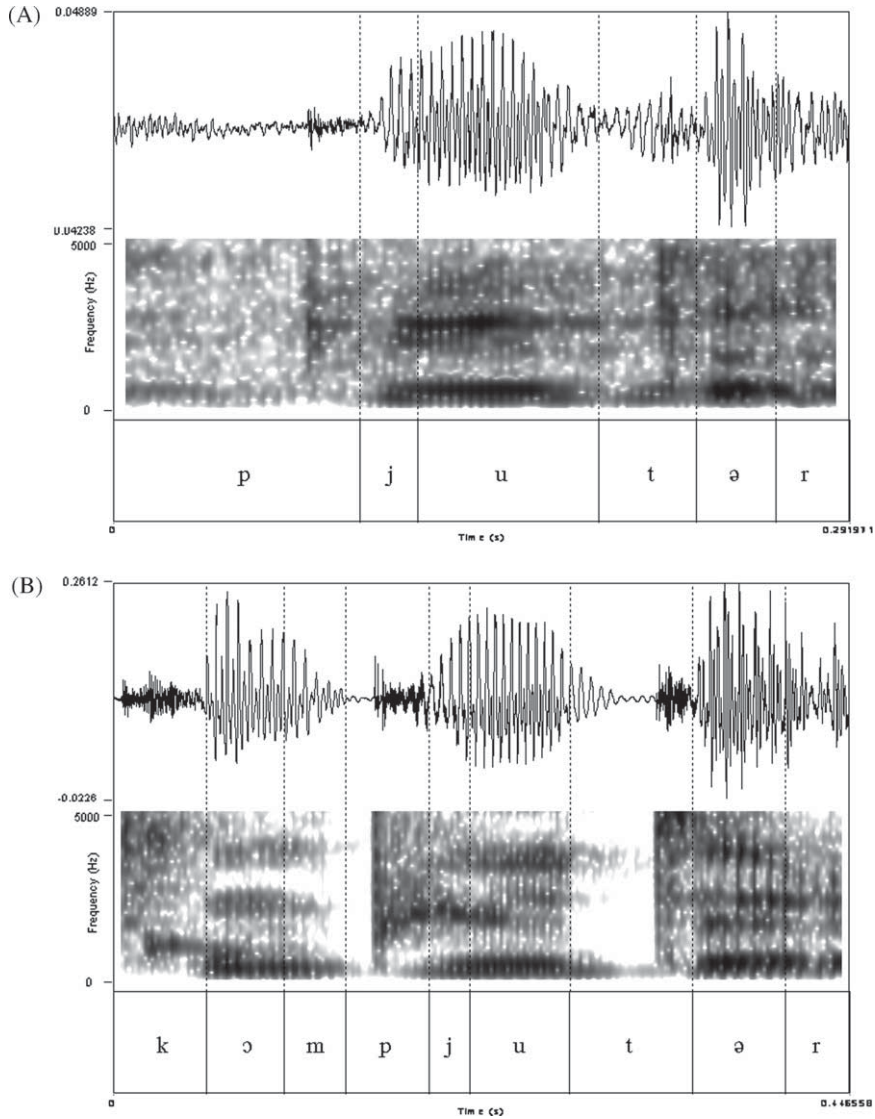 (A)
0.04889
0.04238
5000
Frequency (Hz)
0
p j u t ə r
0
Time (s)
0.291971
(B)
0.2612
-0.0226
5000
Frequency (Hz)
0
k ɔ m p j u t ə r
0
Time (s)
0.446558